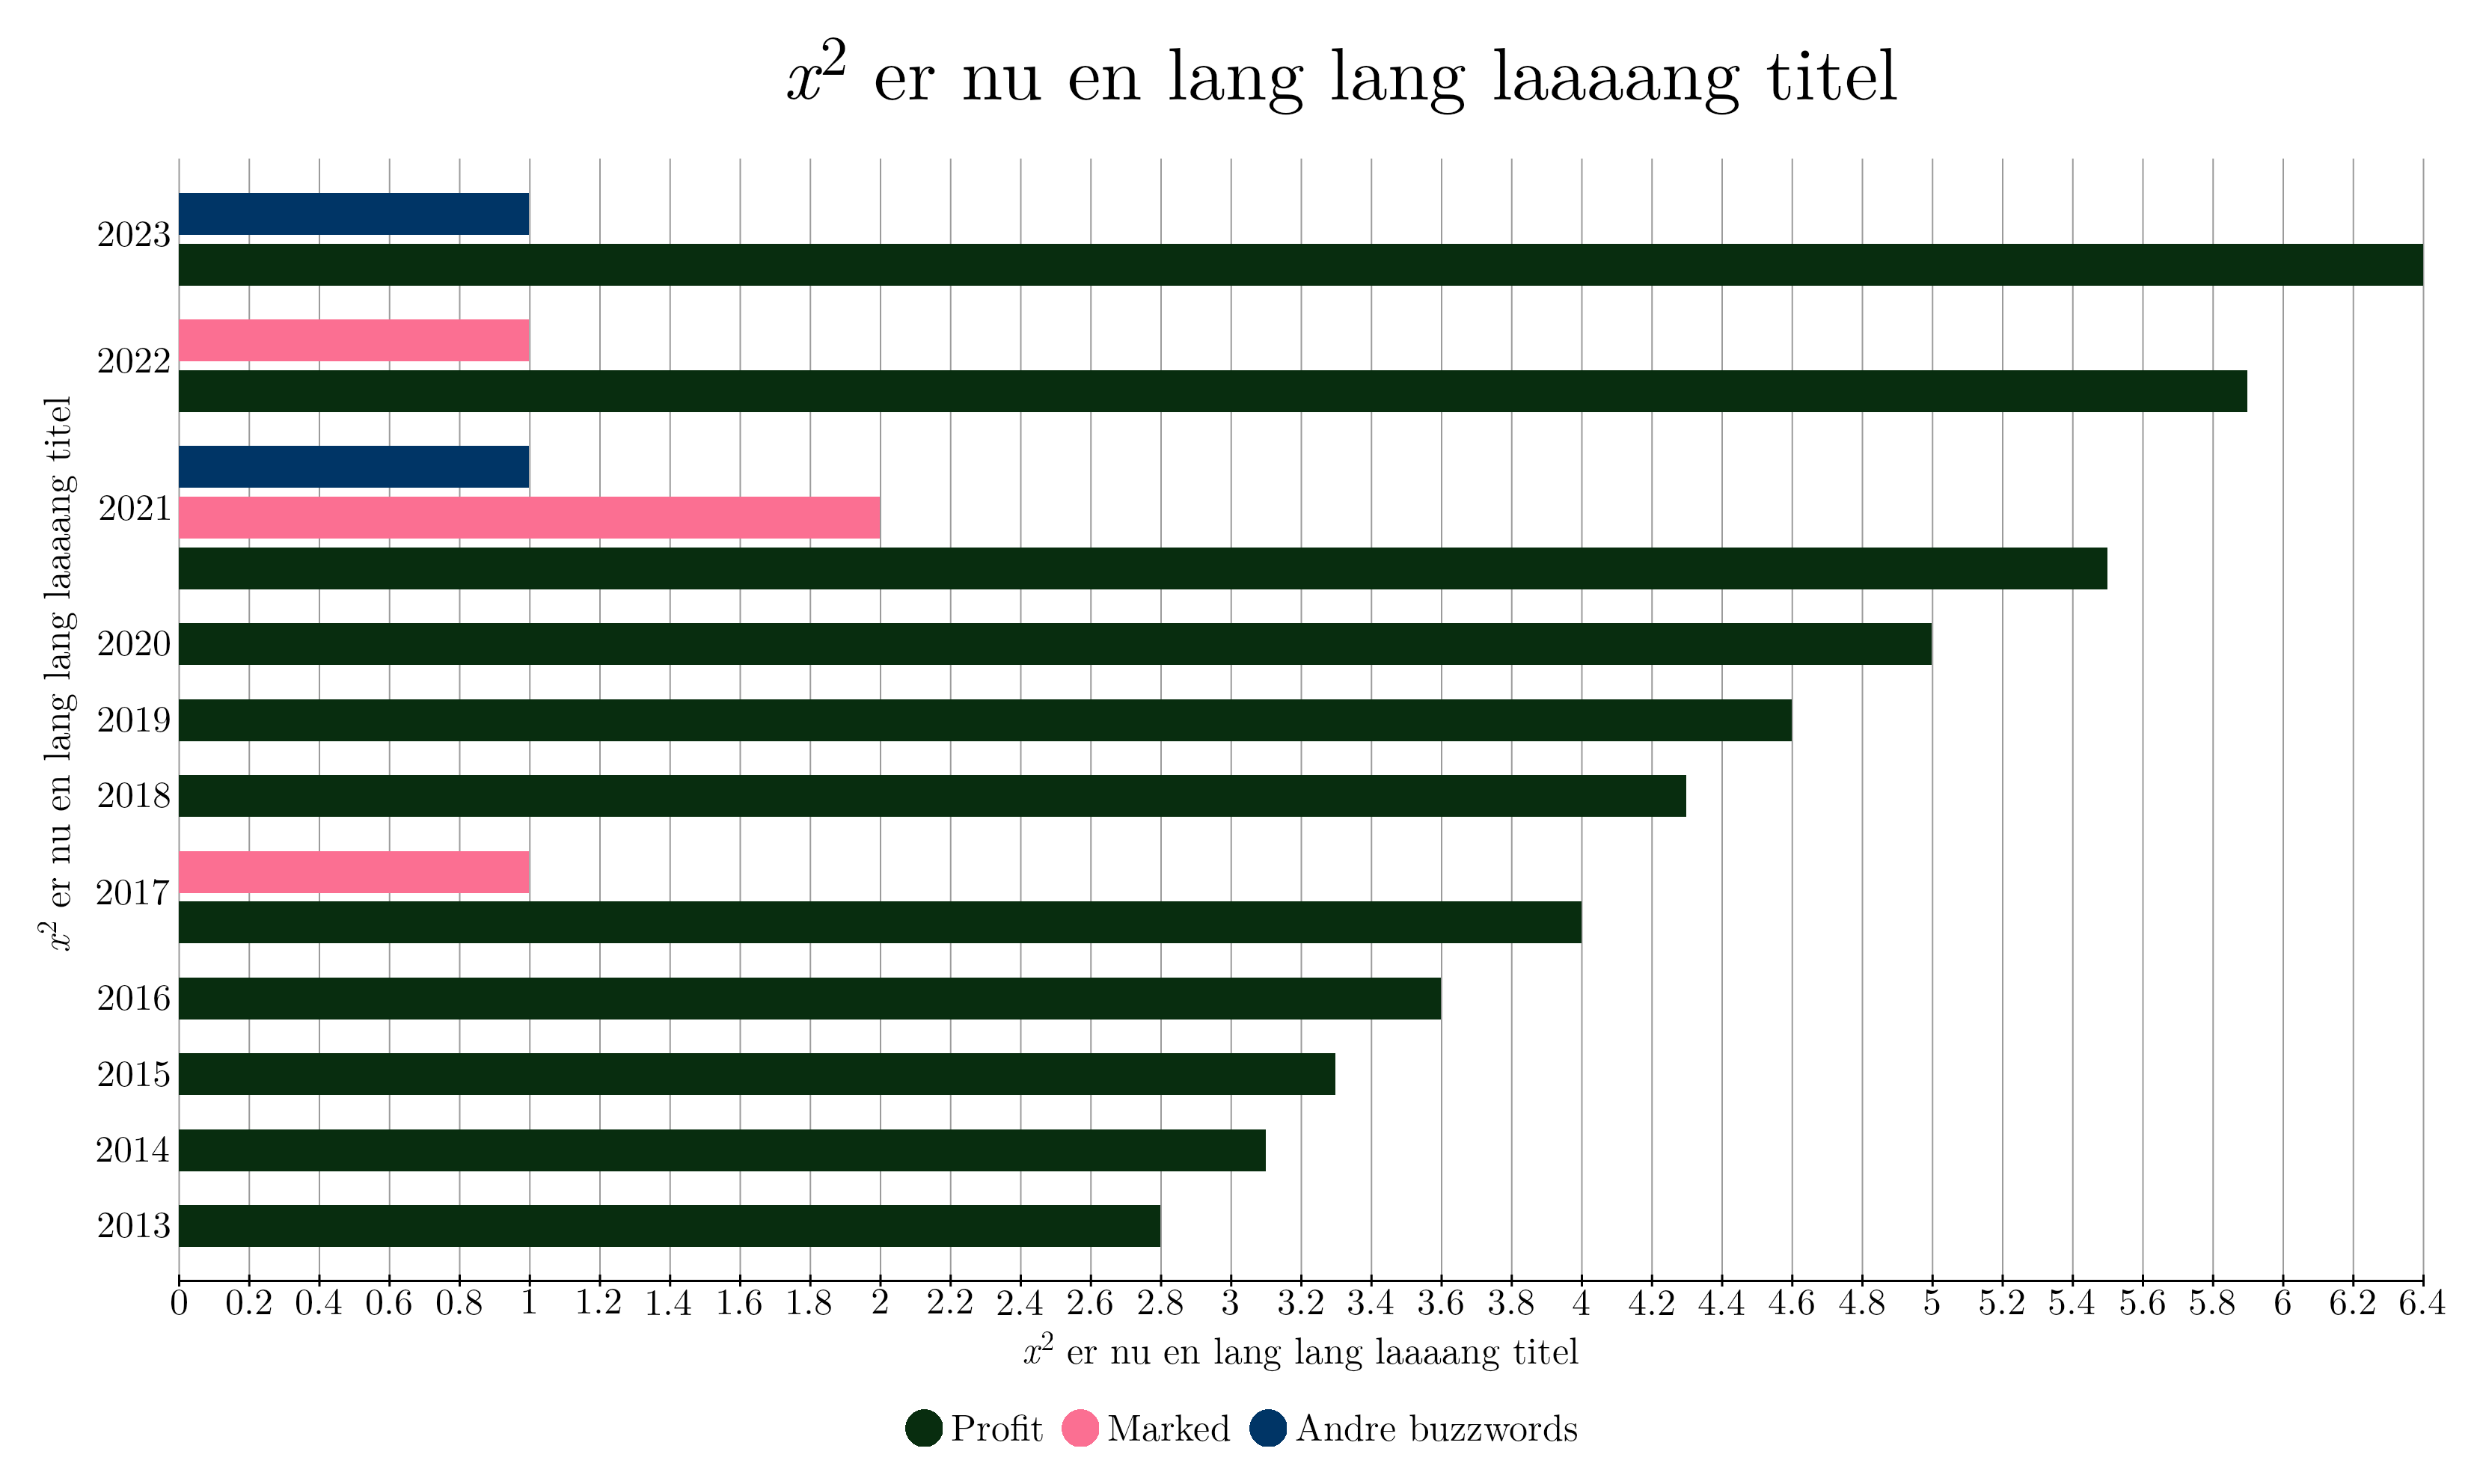 x² er nu en lang lang laaaang titel
x² er nu en lang lang laaaang titel
2023
2022
2021
2020
2019
2018
2017
2016
2015
2014
2013
0 0.2 0.4 0.6 0.8 1 1.2 1.4 1.6 1.8 2 2.2 2.4 2.6 2.8 3 3.2 3.4 3.6 3.8 4 4.2 4.4 4.6 4.8 5 5.2 5.4 5.6 5.8 6 6.2 6.4
x² er nu en lang lang laaaang titel
Profit Marked Andre buzzwords